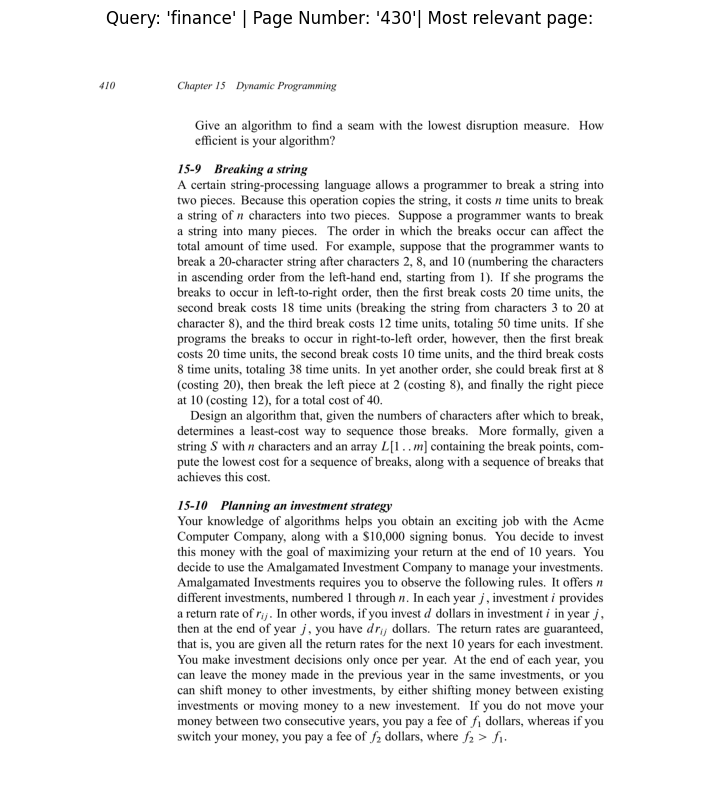 Query: 'finance' | Page Number: '430'| Most relevant page:
410 Chapter 15 Dynamic Programming
Give an algorithm to find a seam with the lowest disruption measure. How
efficient is your algorithm?
15-9 Breaking a string
A certain string-processing language allows a programmer to break a string into
two pieces. Because this operation copies the string, it costs n time units to break
a string of n characters into two pieces. Suppose a programmer wants to break
a string into many pieces. The order in which the breaks occur can affect the
total amount of time used. For example, suppose that the programmer wants to
break a 20-character string after characters 2, 8, and 10 (numbering the characters
in ascending order from the left-hand end, starting from 1). If she programs the
breaks to occur in left-to-right order, then the first break costs 20 time units, the
second break costs 18 time units (breaking the string from characters 3 to 20 at
character 8), and the third break costs 12 time units, totaling 50 time units. If she
programs the breaks to occur in right-to-left order, however, then the first break
costs 20 time units, the second break costs 10 time units, and the third break costs
8 time units, totaling 38 time units. In yet another order, she could break first at 8
(costing 20), then break the left piece at 2 (costing 8), and finally the right piece
at 10 (costing 12), for a total cost of 40.
Design an algorithm that, given the numbers of characters after which to break,
determines a least-cost way to sequence those breaks. More formally, given a
string S with n characters and an array L[1 . . m] containing the break points, com-
pute the lowest cost for a sequence of breaks, along with a sequence of breaks that
achieves this cost.
15-10 Planning an investment strategy
Your knowledge of algorithms helps you obtain an exciting job with the Acme
Computer Company, along with a $10,000 signing bonus. You decide to invest
this money with the goal of maximizing your return at the end of 10 years. You
decide to use the Amalgamated Investment Company to manage your investments.
Amalgamated Investments requires you to observe the following rules. It offers n
different investments, numbered 1 through n. In each year j, investment i provides
a return rate of rᵢⱼ. In other words, if you invest d dollars in investment i in year j,
then at the end of year j, you have drᵢⱼ dollars. The return rates are guaranteed,
that is, you are given all the return rates for the next 10 years for each investment.
You make investment decisions only once per year. At the end of each year, you
can leave the money made in the previous year in the same investments, or you
can shift money to other investments, by either shifting money between existing
investments or moving money to a new investement. If you do not move your
money between two consecutive years, you pay a fee of f₁ dollars, whereas if you
switch your money, you pay a fee of f₂ dollars, where f₂ > f₁.